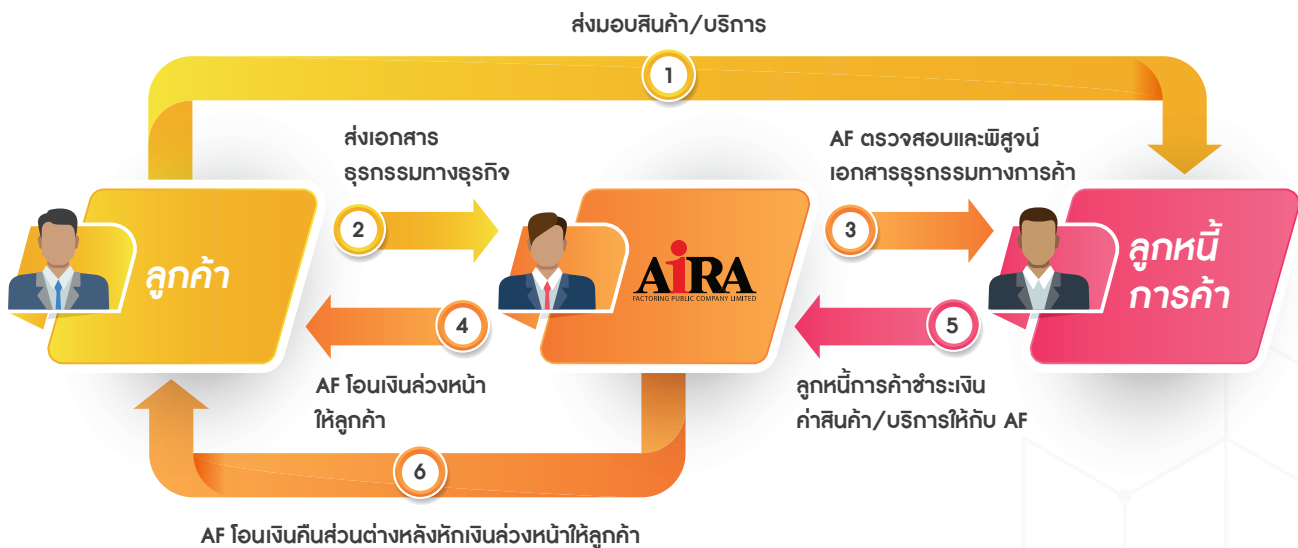 ส่งมอบสินค้า/บริการ
1
ส่งเอกสาร
ธุรกรรมทางธุรกิจ
AF ตรวจสอบและพิสูจน์
เอกสารธุรกรรมทางการค้า
2
3
ลูกค้า
AiRA
FACTORING PUBLIC COMPANY LIMITED
ลูกหนี้
การค้า
4
5
AF โอนเงินล่วงหน้า
ให้ลูกค้า
ลูกหนี้การค้าชำระเงิน
ค่าสินค้า/บริการให้กับ AF
6
AF โอนเงินคืนส่วนต่างหลังหักเงินล่วงหน้าให้ลูกค้า